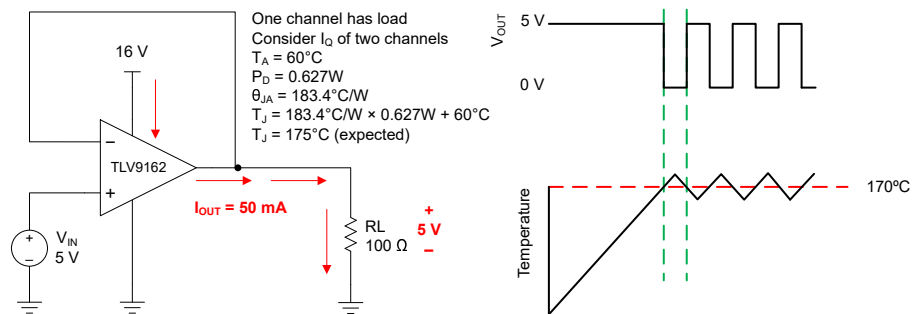 One channel has load
Consider IQ of two channels
TA = 60°C
PD = 0.627W
θJA = 183.4°C/W
TJ = 183.4°C/W × 0.627W + 60°C
TJ = 175°C (expected)
16 V
–
TLV9162
+
IOUT = 50 mA
+
VIN
5 V
–
RL
100 Ω
+
5 V
–
VOUT
5 V
0 V
Temperature
170ºC